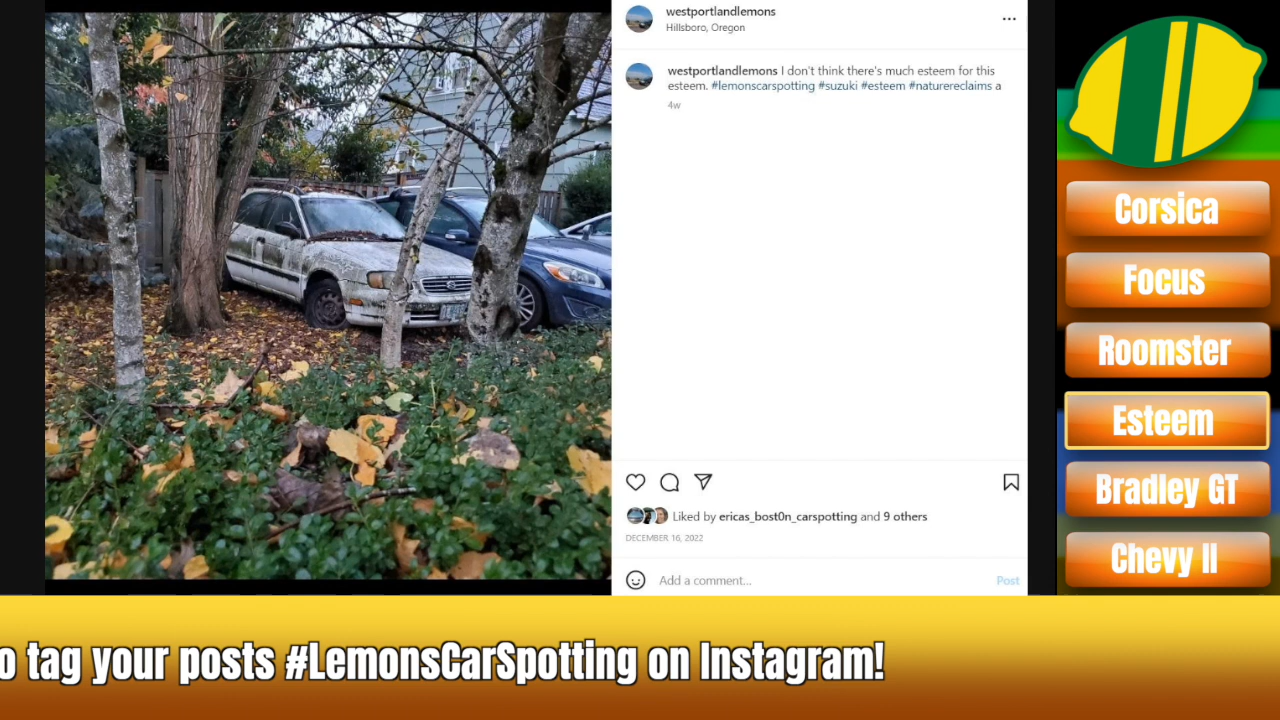 westportlandlemons
Hillsboro, Oregon
westportlandlemons I don't think there's much esteem for this
esteem. #lemonscarspotting #suzuki #esteem #naturereclaims a
4w
Liked by ericas_bost0n_carspotting and 9 others
DECEMBER 16, 2022
Add a comment...
Post
Corsica
Focus
Roomster
Esteem
Bradley GT
Chevy II
o tag your posts #LemonsCarSpotting on Instagram!